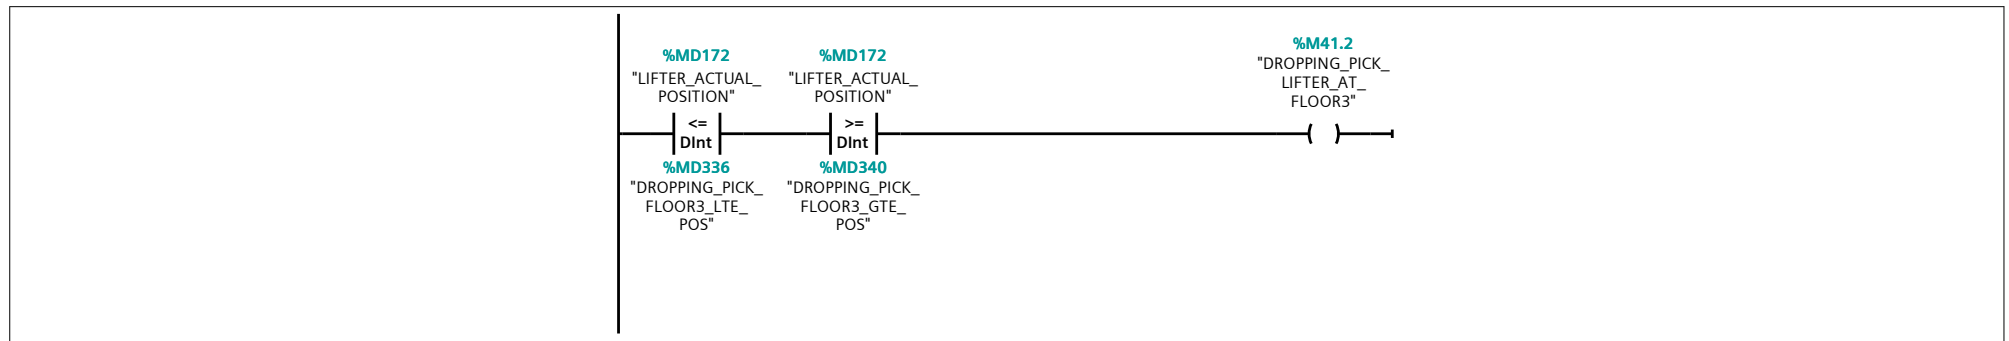 %MD172
"LIFTER_ACTUAL_
POSITION"
<=
DInt
%MD336
"DROPPING_PICK_
FLOOR3_LTE_
POS"
%MD172
"LIFTER_ACTUAL_
POSITION"
>=
DInt
%MD340
"DROPPING_PICK_
FLOOR3_GTE_
POS"
%M41.2
"DROPPING_PICK_
LIFTER_AT_
FLOOR3"